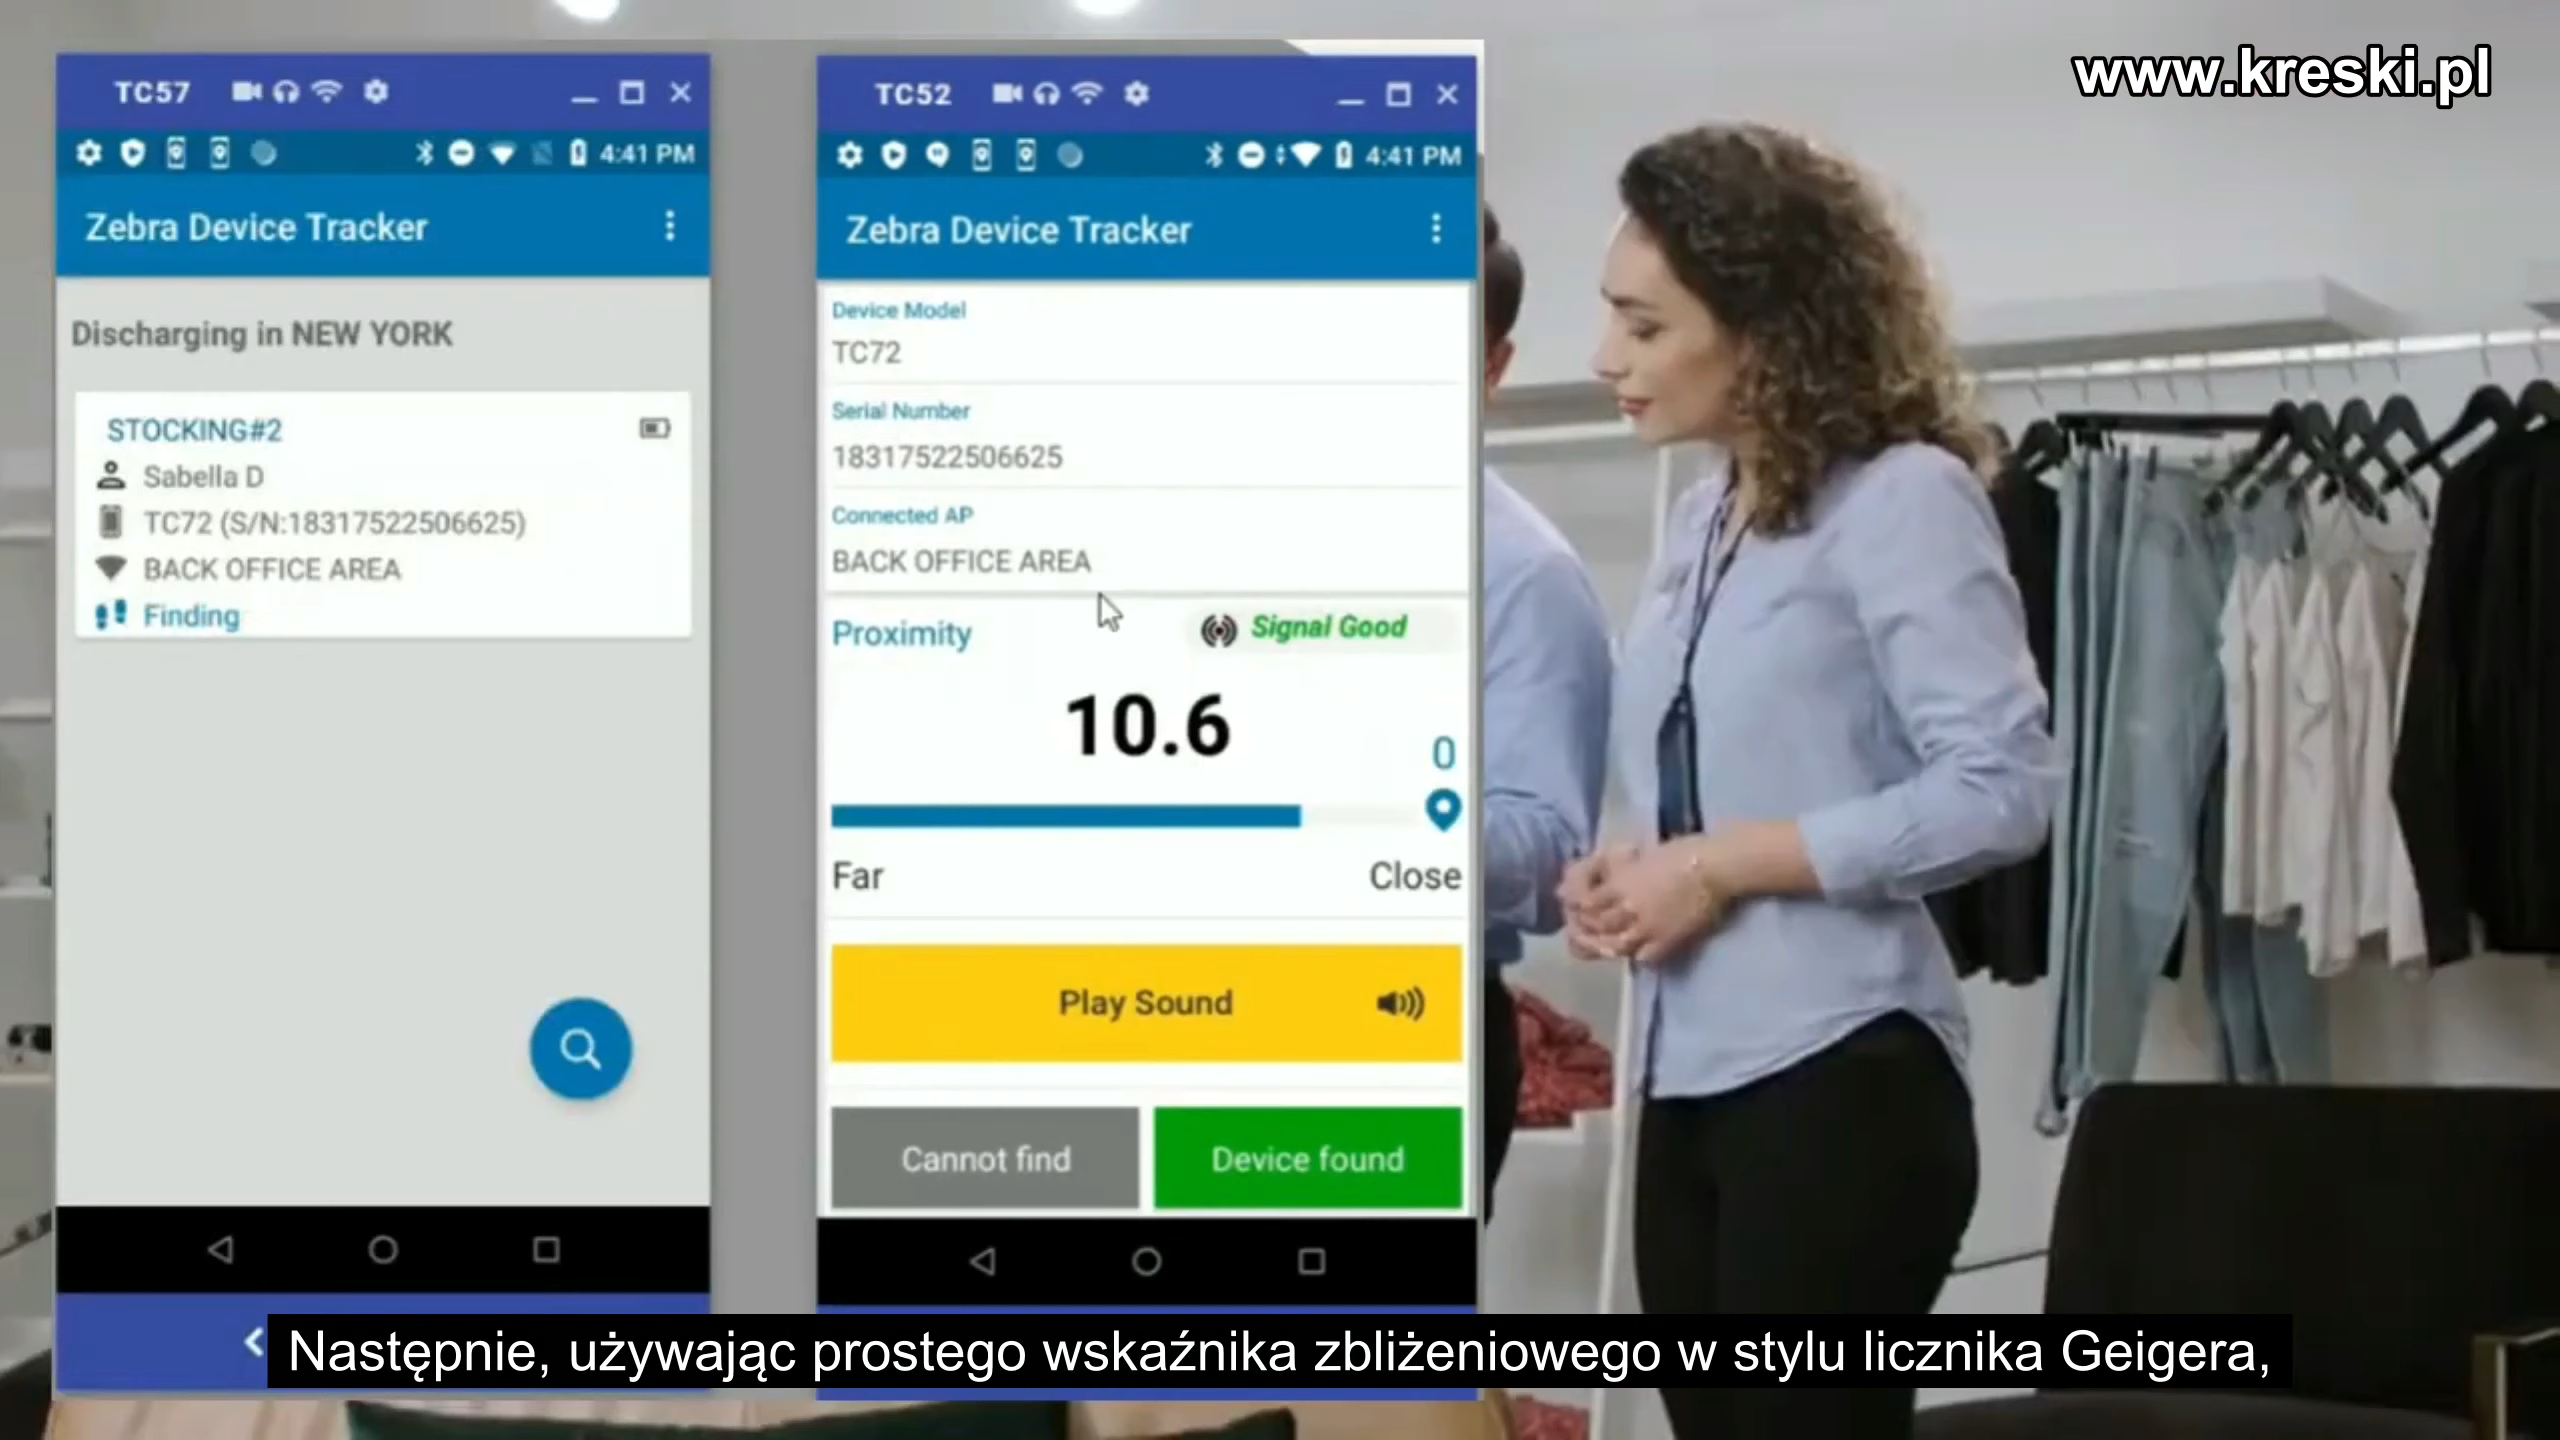 www.kreski.pl
TC57
4:41 PM
Zebra Device Tracker
Discharging in NEW YORK
STOCKING#2
Sabella D
TC72 (S/N:18317522506625)
BACK OFFICE AREA
Finding
TC52
4:41 PM
Zebra Device Tracker
Device Model
TC72
Serial Number
18317522506625
Connected AP
BACK OFFICE AREA
Proximity
Signal Good
10.6
0
Far
Close
Play Sound
Cannot find
Device found
Następnie, używając prostego wskaźnika zbliżeniowego w stylu licznika Geigera,